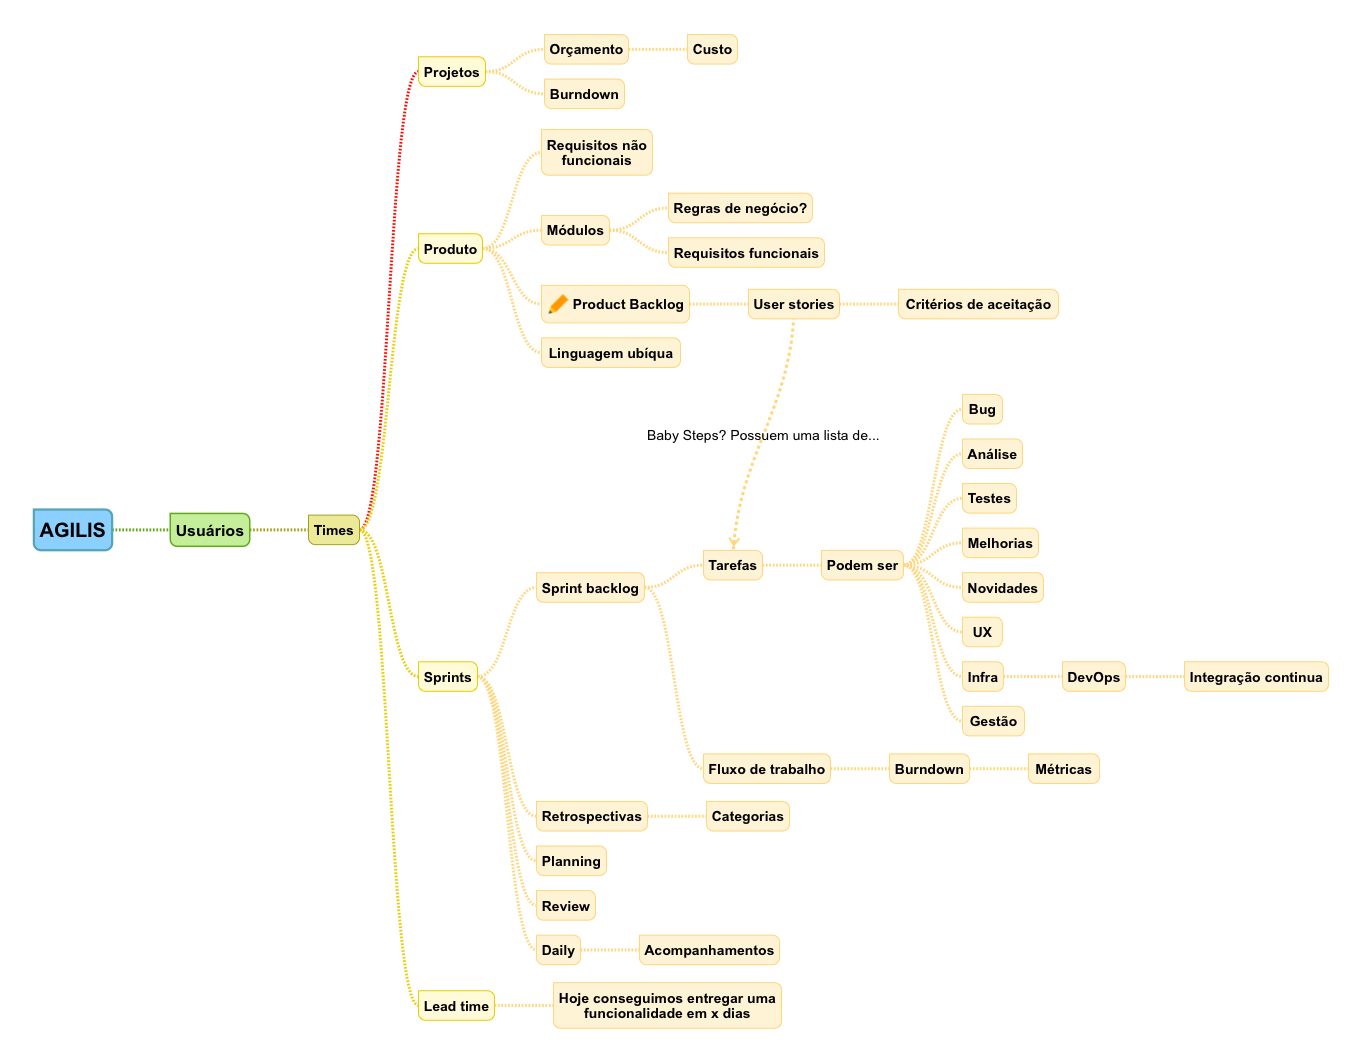 Orçamento
Custo
Projetos
Burndown
Requisitos não
funcionais
Regras de negócio?
Módulos
Produto
Requisitos funcionais
Product Backlog
User stories
Critérios de aceitação
Linguagem ubíqua
Bug
Baby Steps? Possuem uma lista de...
Análise
Testes
AGILIS
Usuários
Times
Melhorias
Tarefas
Podem ser
Sprint backlog
Novidades
UX
Sprints
Infra
DevOps
Integração continua
Gestão
Fluxo de trabalho
Burndown
Métricas
Retrospectivas
Categorias
Planning
Review
Daily
Acompanhamentos
Lead time
Hoje conseguimos entregar uma
funcionalidade em x dias